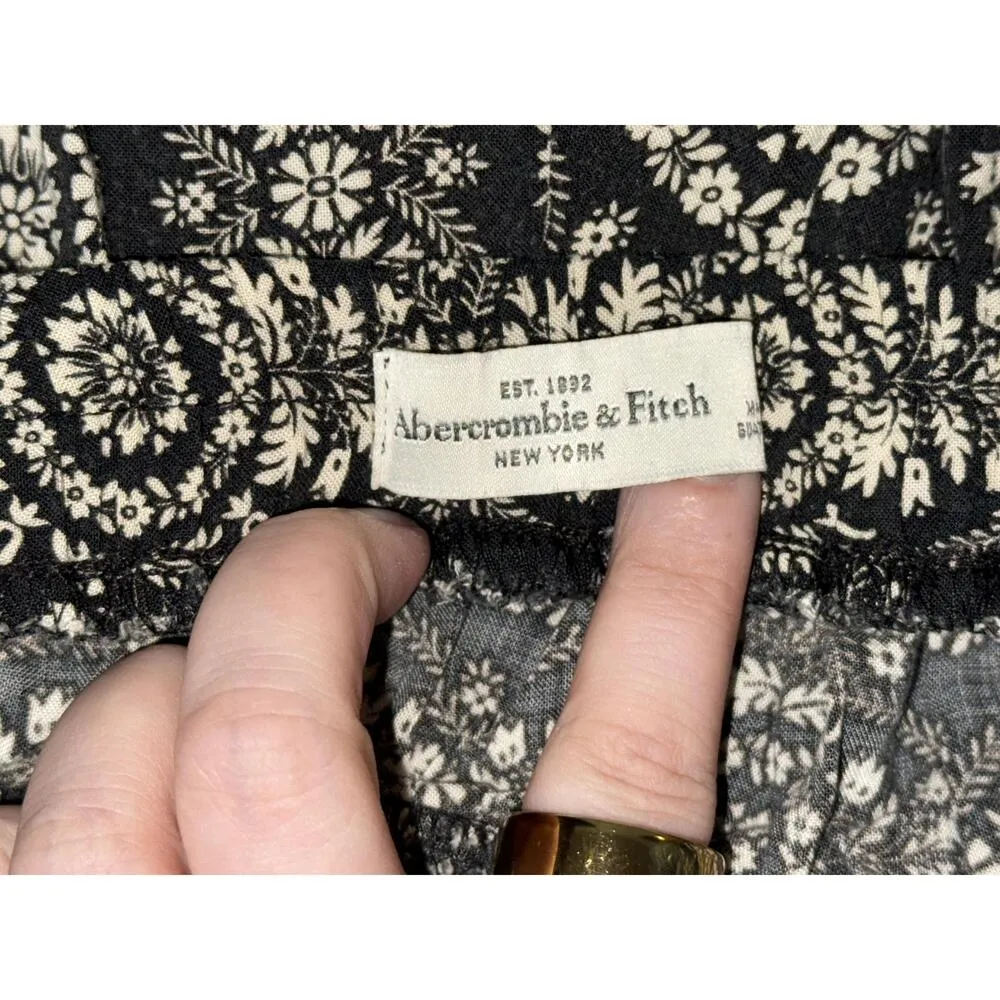 EST. 1892
Abercrombie & Fitch
NEW YORK